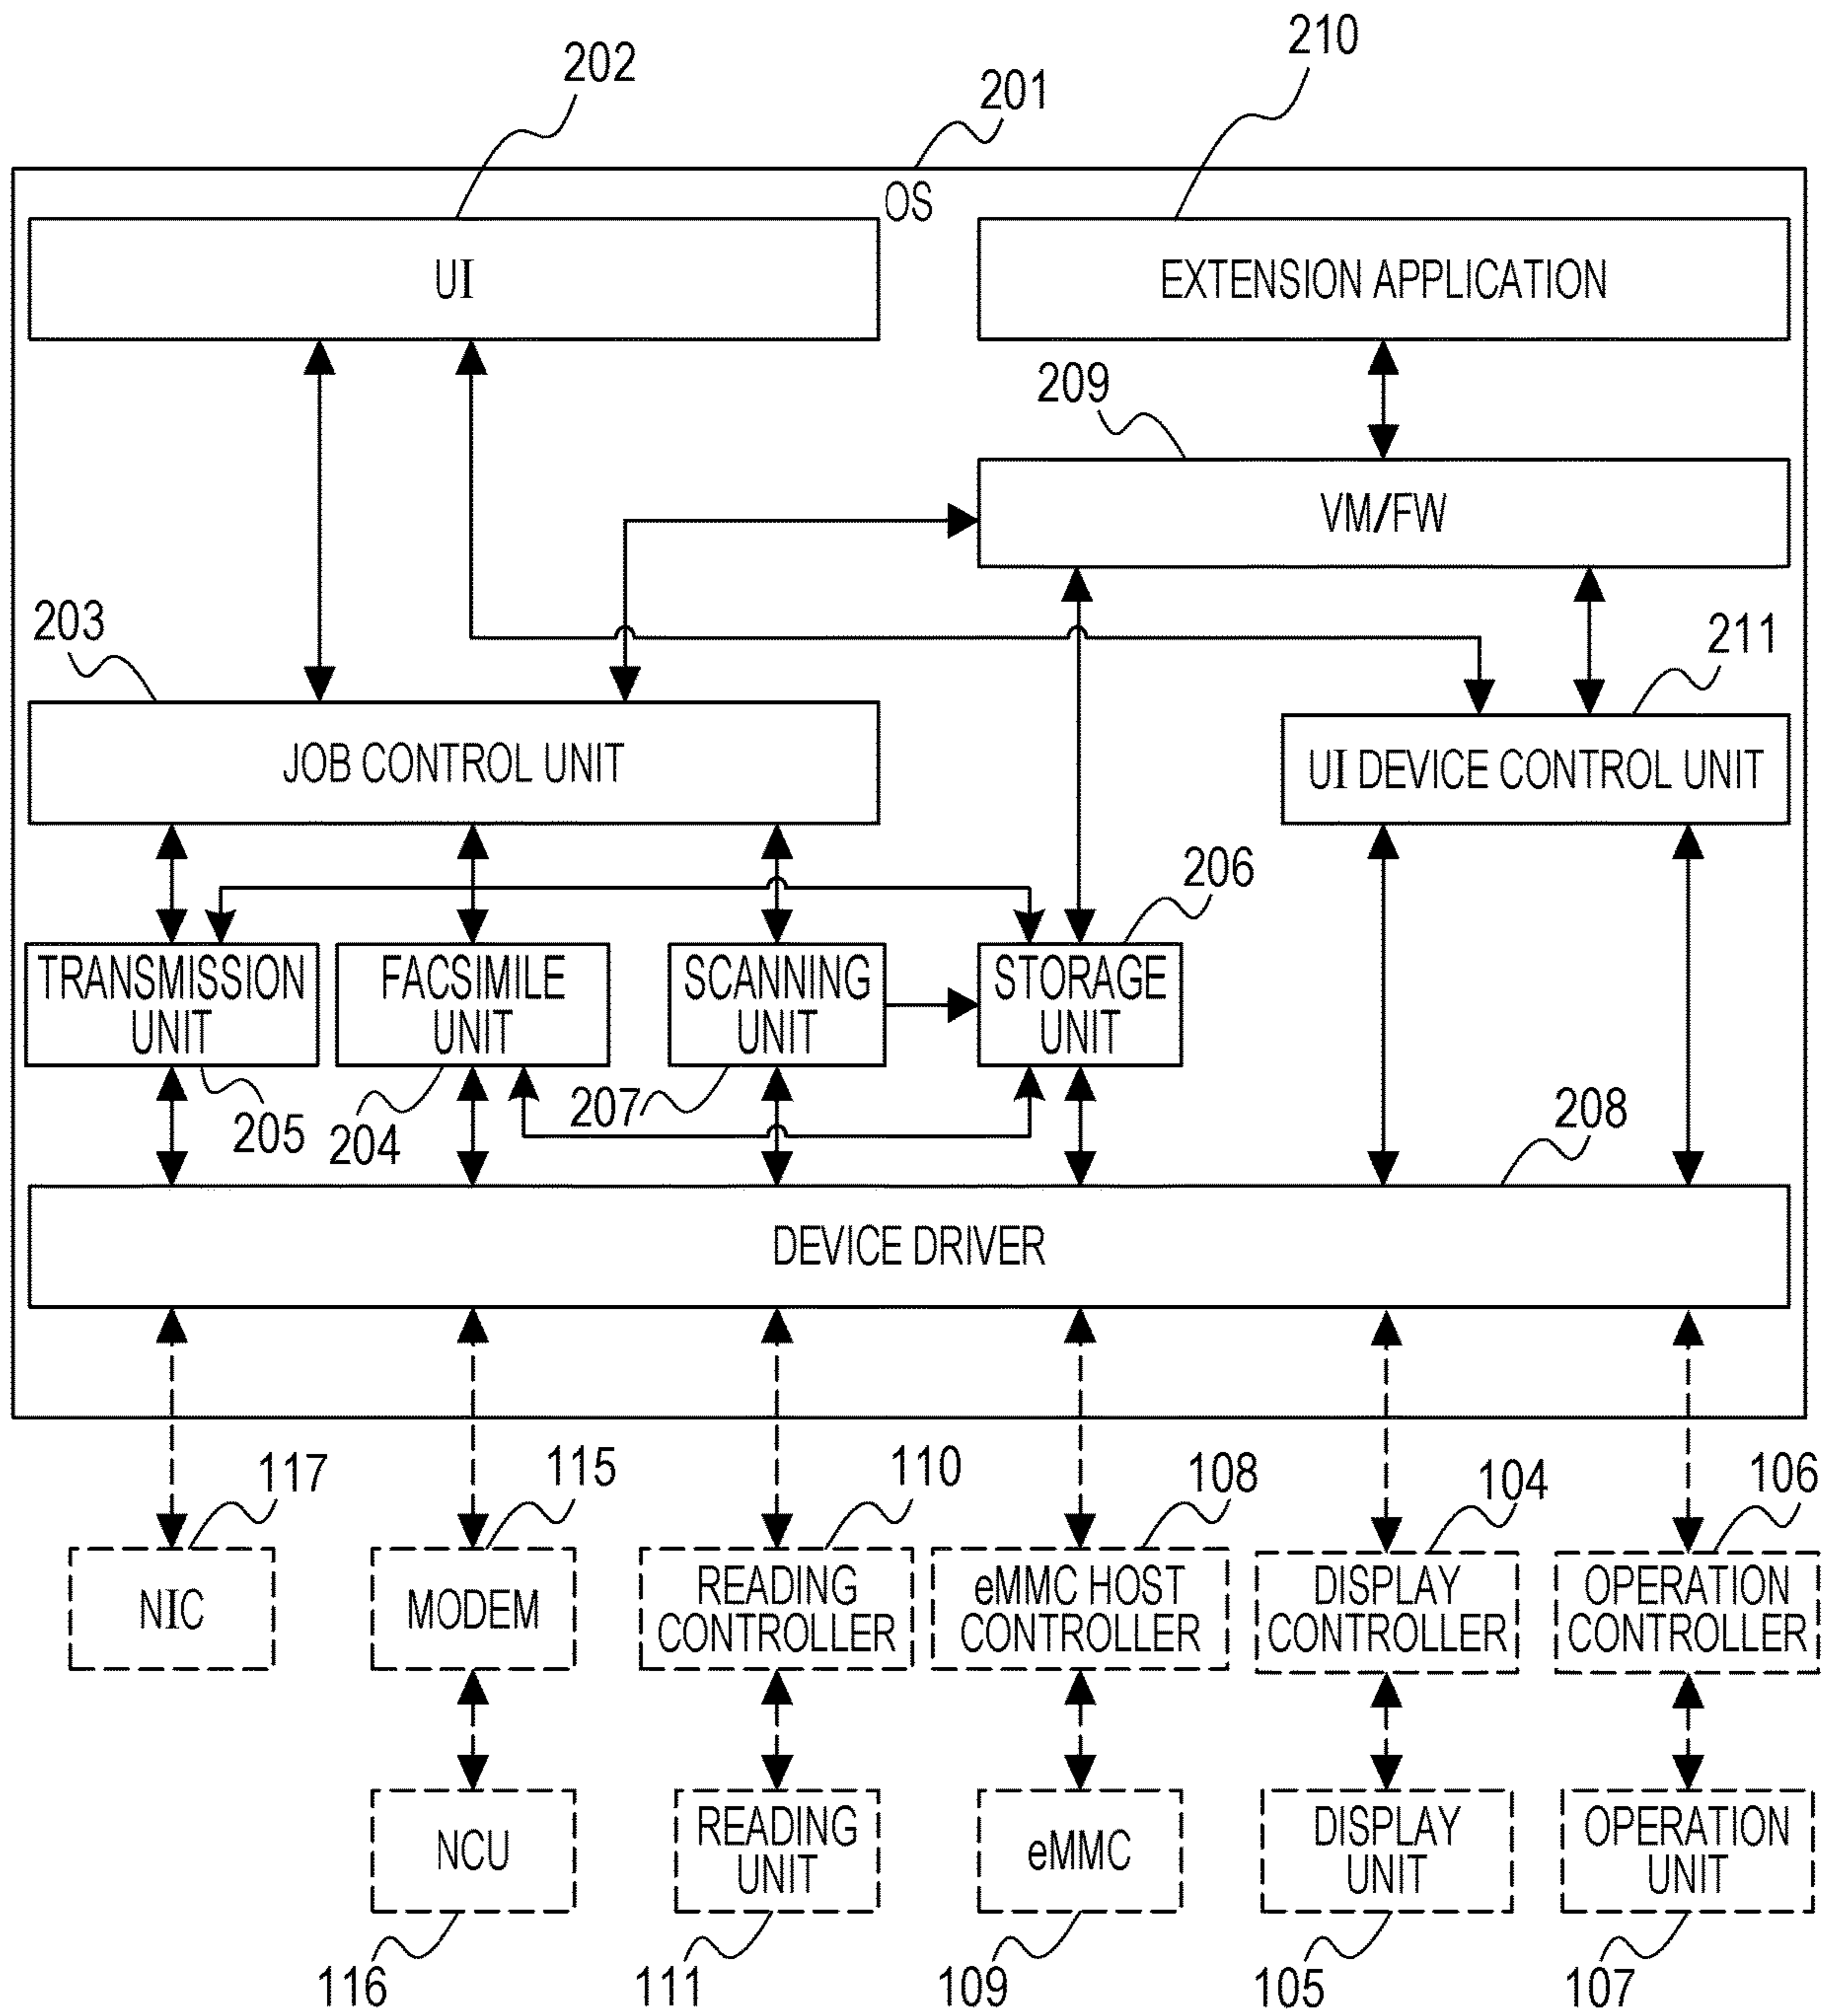 210
202
201
OS
UI
EXTENSION APPLICATION
209
VM/FW
203
211
JOB CONTROL UNIT
UI DEVICE CONTROL UNIT
206
TRANSMISSION
UNIT
FACSIMILE
UNIT
SCANNING
UNIT
STORAGE
UNIT
205
204
207
208
DEVICE DRIVER
117
115
110
108
104
106
NIC
MODEM
READING
CONTROLLER
eMMC HOST
CONTROLLER
DISPLAY
CONTROLLER
OPERATION
CONTROLLER
NCU
READING
UNIT
eMMC
DISPLAY
UNIT
OPERATION
UNIT
116
111
109
105
107